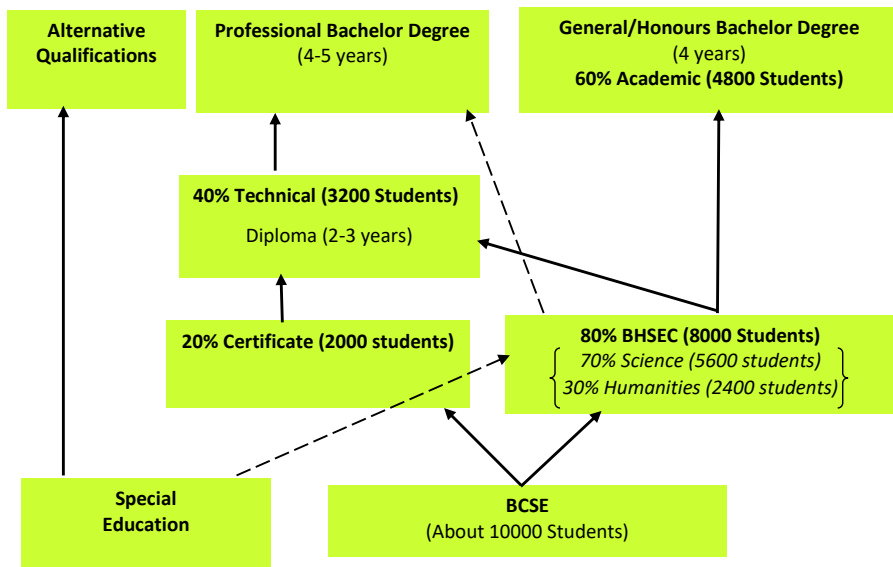 Alternative
Qualifications
Professional Bachelor Degree
(4-5 years)
General/Honours Bachelor Degree
(4 years)
60% Academic (4800 Students)
40% Technical (3200 Students)
Diploma (2-3 years)
20% Certificate (2000 students)
80% BHSEC (8000 Students)
70% Science (5600 students)
30% Humanities (2400 students)
Special
Education
BCSE
(About 10000 Students)